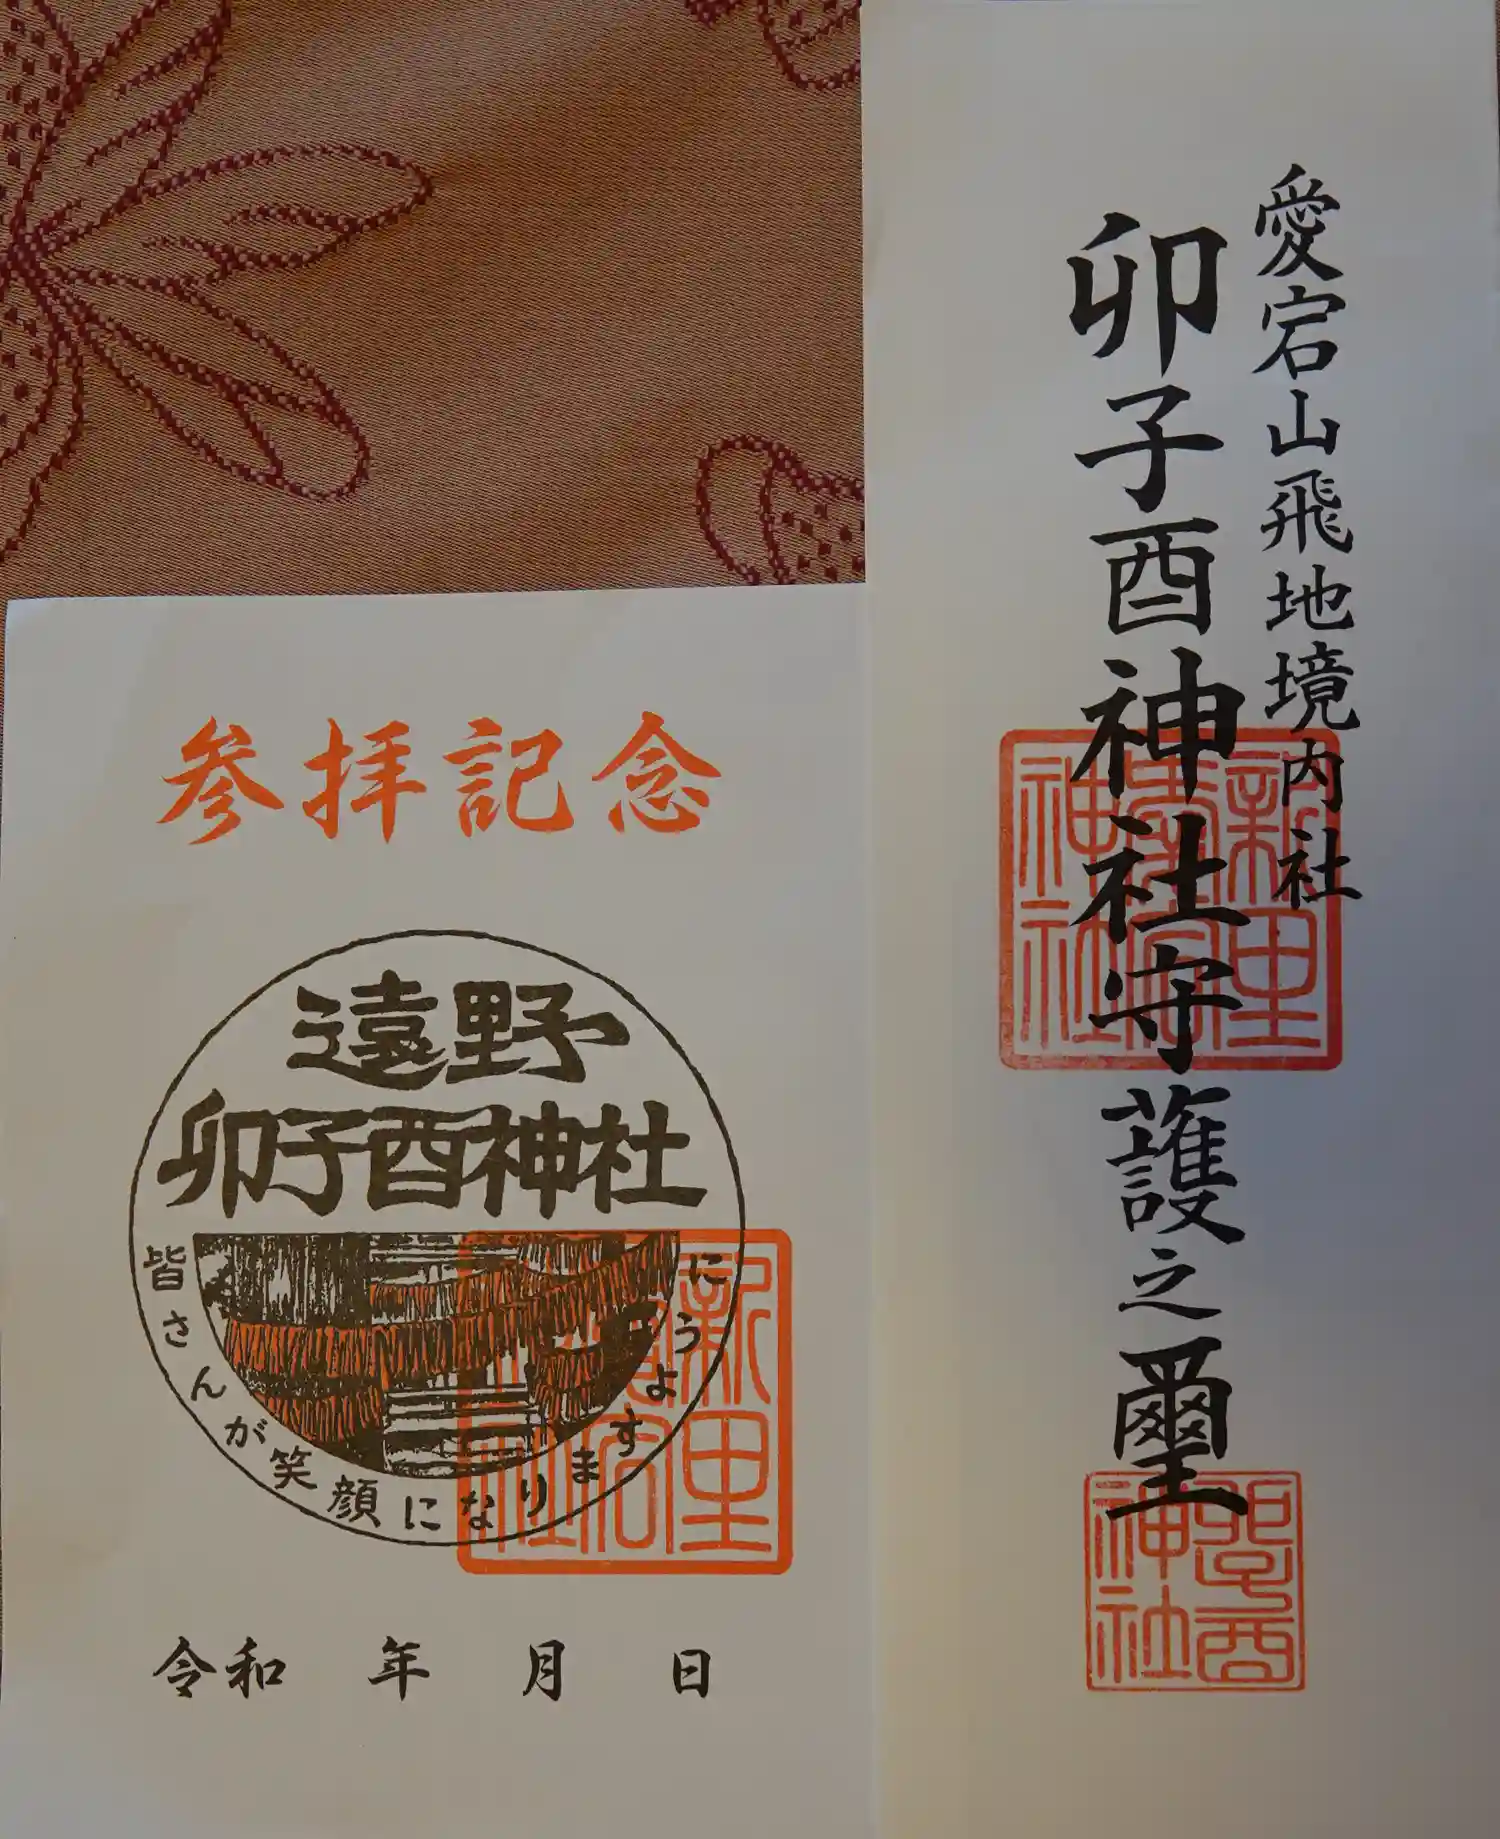 愛宕山飛地境内社
卯子酉神社守護之璽
神社
参拝記念
遠野
卯子酉神社
皆さんが笑顔になりますように
令和 年 月 日